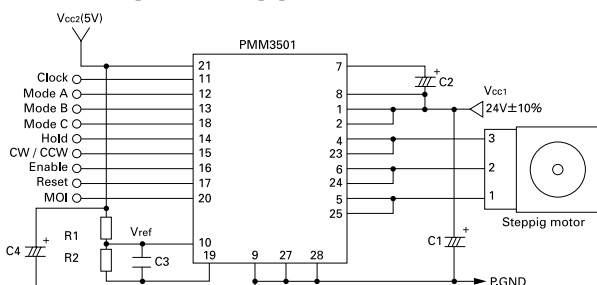 Vcc2(5V)
PMM3501
21
Clock 11
Mode A 12
Mode B 13
Mode C 18
Hold 14
CW / CCW 15
Enable 16
Reset 17
MOI 20
7
8
1
2
4
23
6
24
5
25
C2
+
Vcc1
24V±10%
3
2
1
Steppig motor
C1
+
C4
+
R1
R2
Vref
C3
10
19
9
27
28
P.GND